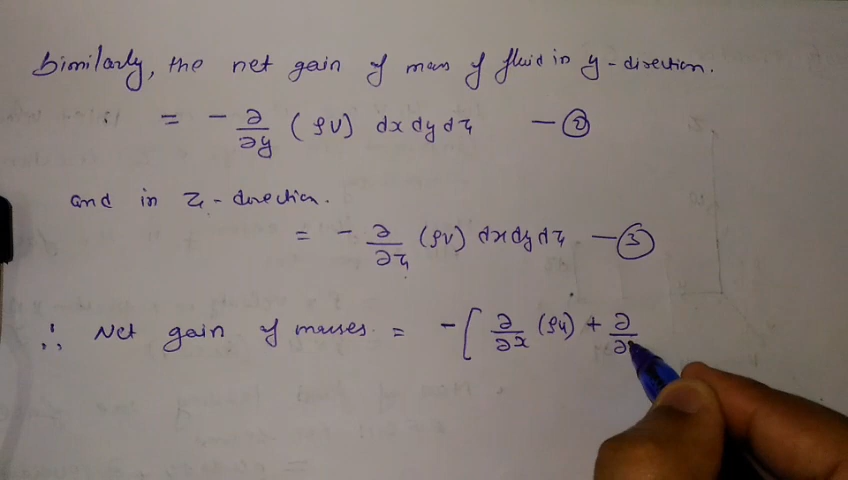 Similarly, the net gain of mass of fluid in y-direction.
= - ∂/∂y (ρv) dx dy dz — ②
and in z-direction.
= - ∂/∂z (ρv) dx dy dz — ③
∴ Net gain of masses = - [ ∂/∂x (ρu) + ∂/∂